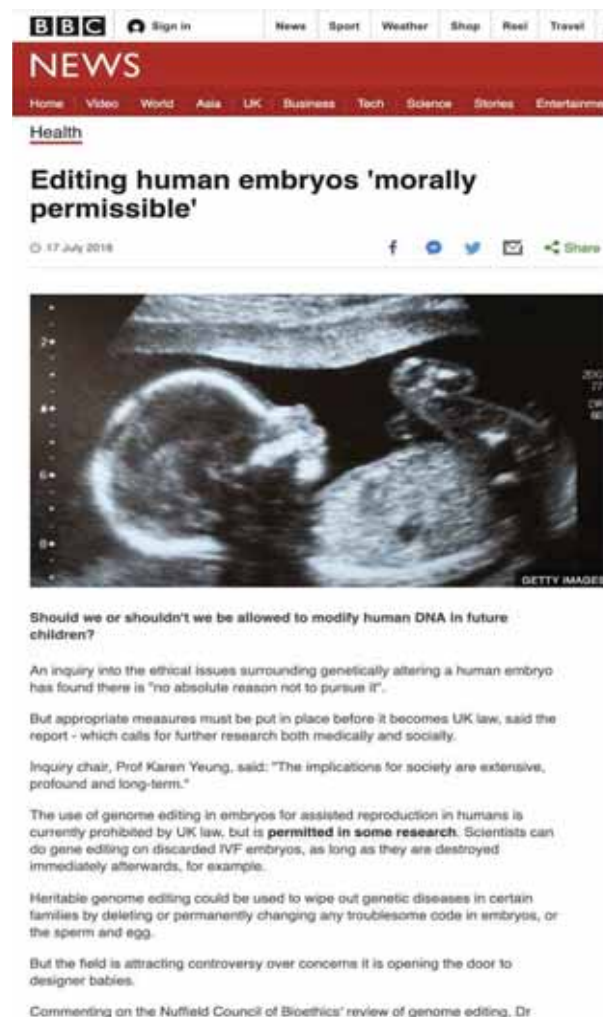 BBC Sign in News Sport Weather Shop Reel Travel
NEWS
Home Video World Asia UK Business Tech Science Stories Entertainme
Health
Editing human embryos 'morally
permissible'
17 July 2018
f Share
2
4
6
8
GETTY IMAGES
Should we or shouldn't we be allowed to modify human DNA in future
children?
An inquiry into the ethical issues surrounding genetically altering a human embryo
has found there is "no absolute reason not to pursue it".
But appropriate measures must be put in place before it becomes UK law, said the
report - which calls for further research both medically and socially.
Inquiry chair, Prof Karen Yeung, said: "The implications for society are extensive,
profound and long-term."
The use of genome editing in embryos for assisted reproduction in humans is
currently prohibited by UK law, but is permitted in some research. Scientists can
do gene editing on discarded IVF embryos, as long as they are destroyed
immediately afterwards, for example.
Heritable genome editing could be used to wipe out genetic diseases in certain
families by deleting or permanently changing any troublesome code in embryos, or
the sperm and egg.
But the field is attracting controversy over concerns it is opening the door to
designer babies.
Commenting on the Nuffield Council of Bioethics' review of genome editing, Dr